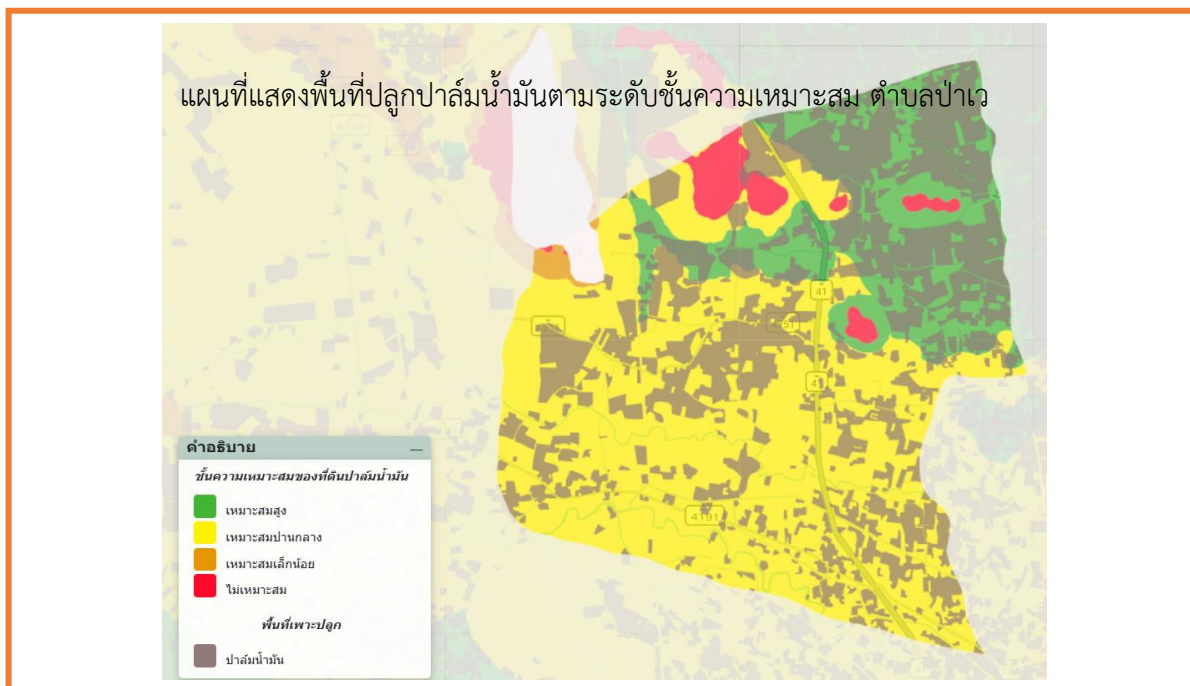 แผนที่แสดงพื้นที่ปลูกปาล์มน้ำมันตามระดับชั้นความเหมาะสม ตำบลป่าเว
41
41
4191
คำอธิบาย
ชั้นความเหมาะสมของที่ดินปาล์มน้ำมัน
เหมาะสมสูง
เหมาะสมปานกลาง
เหมาะสมเล็กน้อย
ไม่เหมาะสม
พื้นที่เพาะปลูก
ปาล์มน้ำมัน